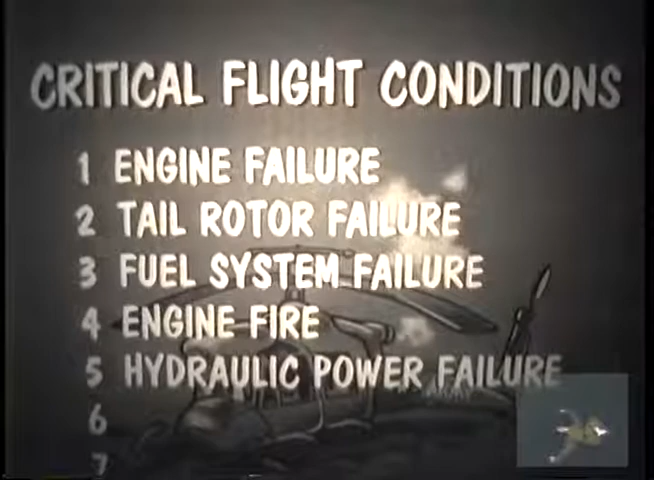 CRITICAL FLIGHT CONDITIONS
1 ENGINE FAILURE
2 TAIL ROTOR FAILURE
3 FUEL SYSTEM FAILURE
4 ENGINE FIRE
5 HYDRAULIC POWER FAILURE
6
7